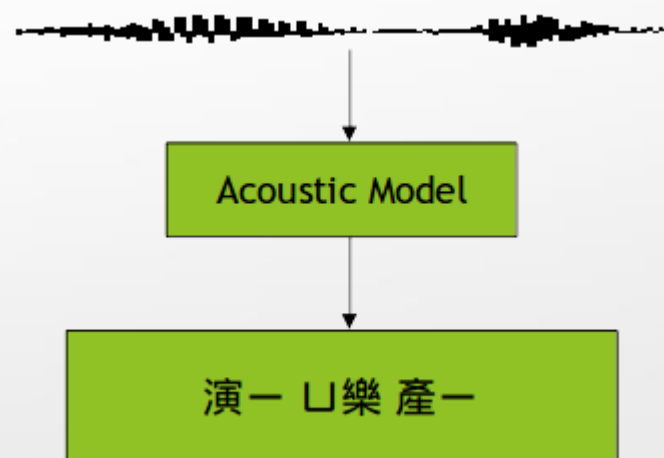 Acoustic Model
演ㄧ ㄩ樂 產ㄧ